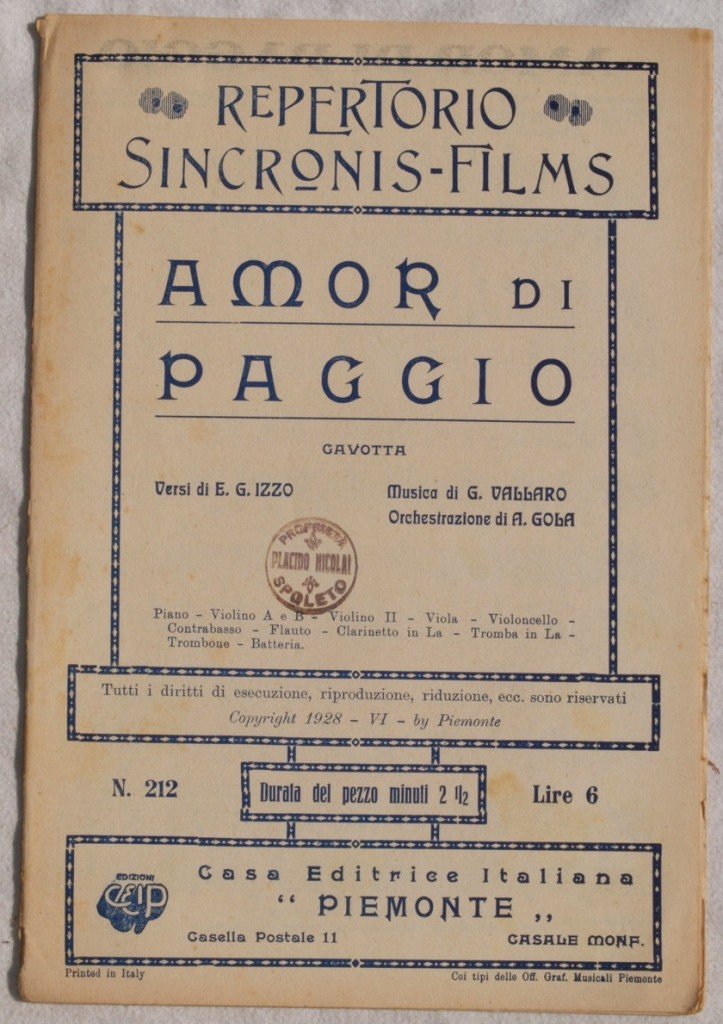 REPERTORIO
SINCRONIS-FILMS
AMOR DI
PAGGIO
GAVOTTA
Versi di E. G. IZZO
Musica di G. VALLARO
Orchestrazione di A. GOLA
PROPRIETÀ
PLACIDO NICOLAI
SPOLETO
Piano - Violino A e B - Violino II - Viola - Violoncello -
Contrabasso - Flauto - Clarinetto in La - Tromba in La -
Trombone - Batteria.
Tutti i diritti di esecuzione, riproduzione, riduzione, ecc. sono riservati
Copyright 1928 - VI - by Piemonte
N. 212
Durata del pezzo minuti 2 1/2
Lire 6
EDIZIONI
CEIP
Casa Editrice Italiana
“ PIEMONTE „
Casella Postale 11
CASALE MONF.
Printed in Italy
Coi tipi delle Off. Graf. Musicali Piemonte